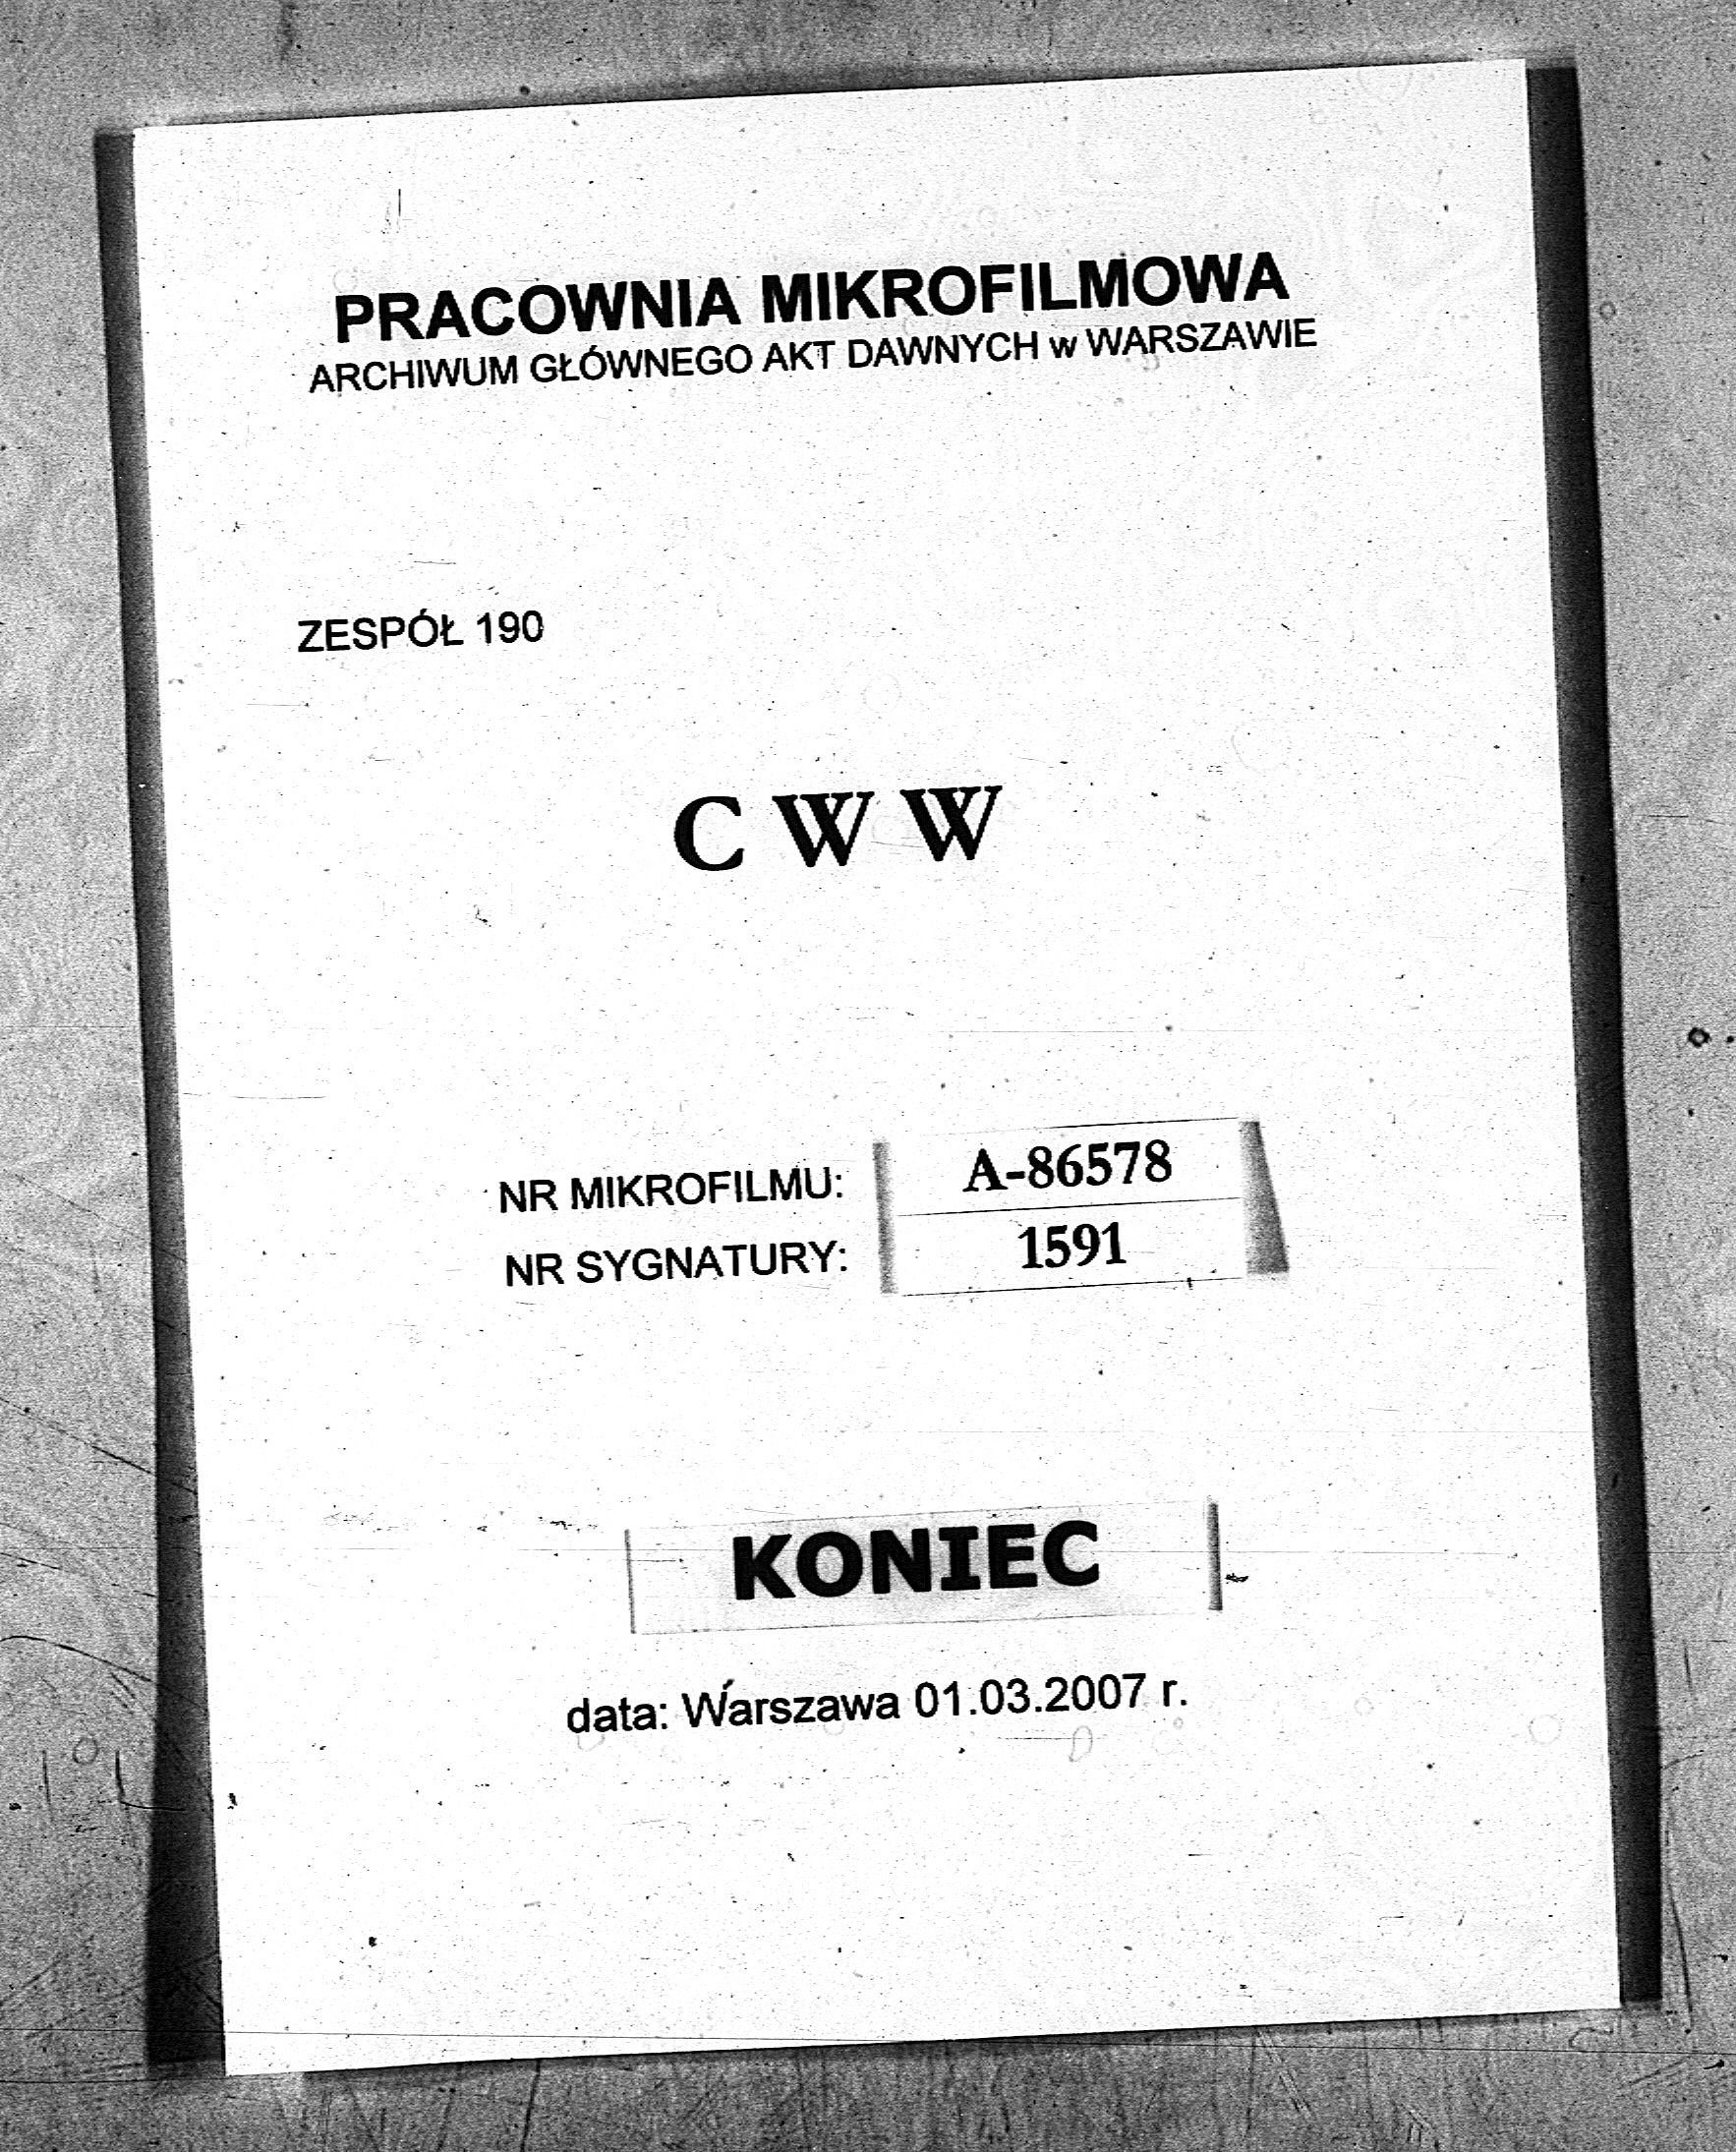 PRACOWNIA MIKROFILMOWA
ARCHIWUM GŁÓWNEGO AKT DAWNYCH w WARSZAWIE
ZESPÓŁ 190
C W W
NR MIKROFILMU: A-86578
NR SYGNATURY: 1591
KONIEC
data: Warszawa 01.03.2007 r.